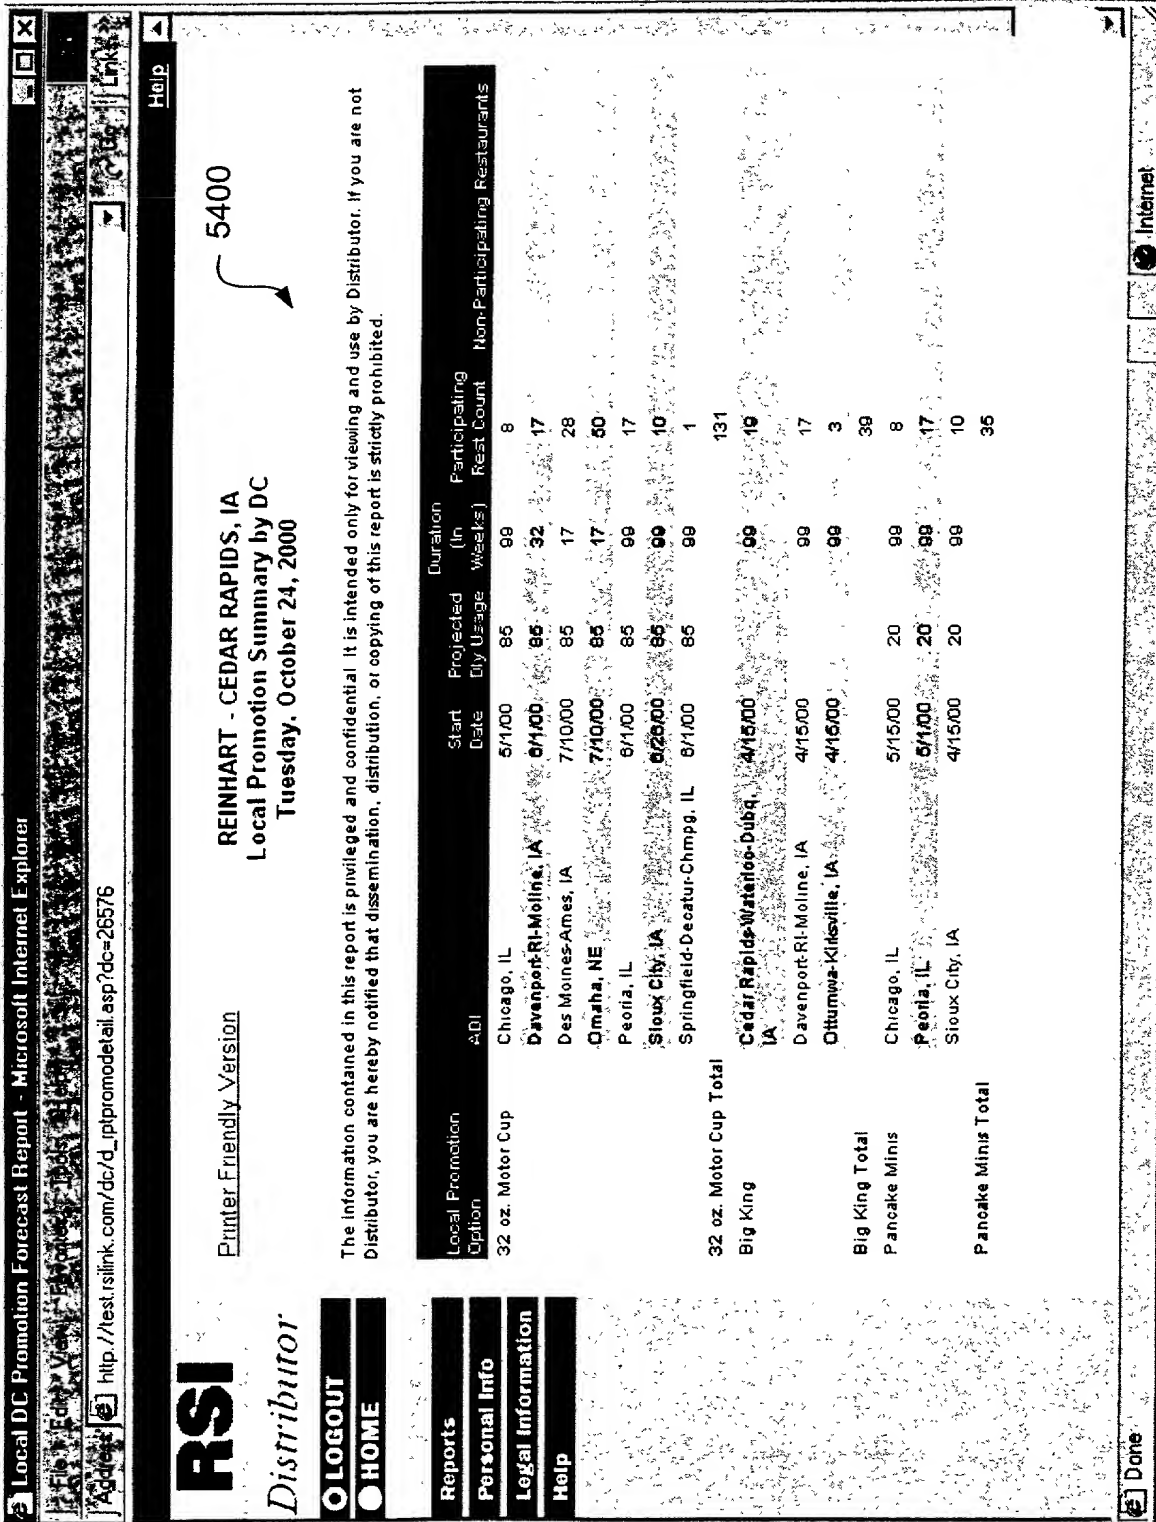 Local DC Promotion Forecast Report - Microsoft Internet Explorer
File Edit View Favorites Tools Help
Address http://test.rsilink.com/dc/d_rptpromodetail.asp?dc=26576 Go Links
Help
RSI
Distributor
LOGOUT
HOME
Reports
Personal Info
Legal Information
Help
Printer Friendly Version
5400
REINHART - CEDAR RAPIDS, IA
Local Promotion Summary by DC
Tuesday, October 24, 2000
The information contained in this report is privileged and confidential. It is intended only for viewing and use by Distributor. If you are not
Distributor, you are hereby notified that dissemination, distribution, or copying of this report is strictly prohibited.
Local Promotion Option ADI Start Date Projected Dly Usage Duration (In Weeks) Participating Rest Count Non-Participating Restaurants
32 oz. Motor Cup Chicago, IL 5/1/00 85 99 8
Davenport-RI-Moline, IA 6/1/00 85 32 17
Des Moines-Ames, IA 7/10/00 85 17 28
Omaha, NE 7/10/00 85 17 50
Peoria, IL 6/1/00 85 99 17
Sioux City, IA 6/26/00 85 99 10
Springfield-Decatur-Chmpg, IL 6/1/00 85 99 1
32 oz. Motor Cup Total 131
Big King Cedar Rapids-Waterloo-Dubq, IA 4/15/00 99 19
Davenport-RI-Moline, IA 4/15/00 99 17
Ottumwa-Kirksville, IA 4/15/00 99 3
Big King Total 39
Pancake Minis Chicago, IL 5/15/00 20 99 8
Peoria, IL 5/1/00 20 99 17
Sioux City, IA 4/15/00 20 99 10
Pancake Minis Total 35
Done Internet